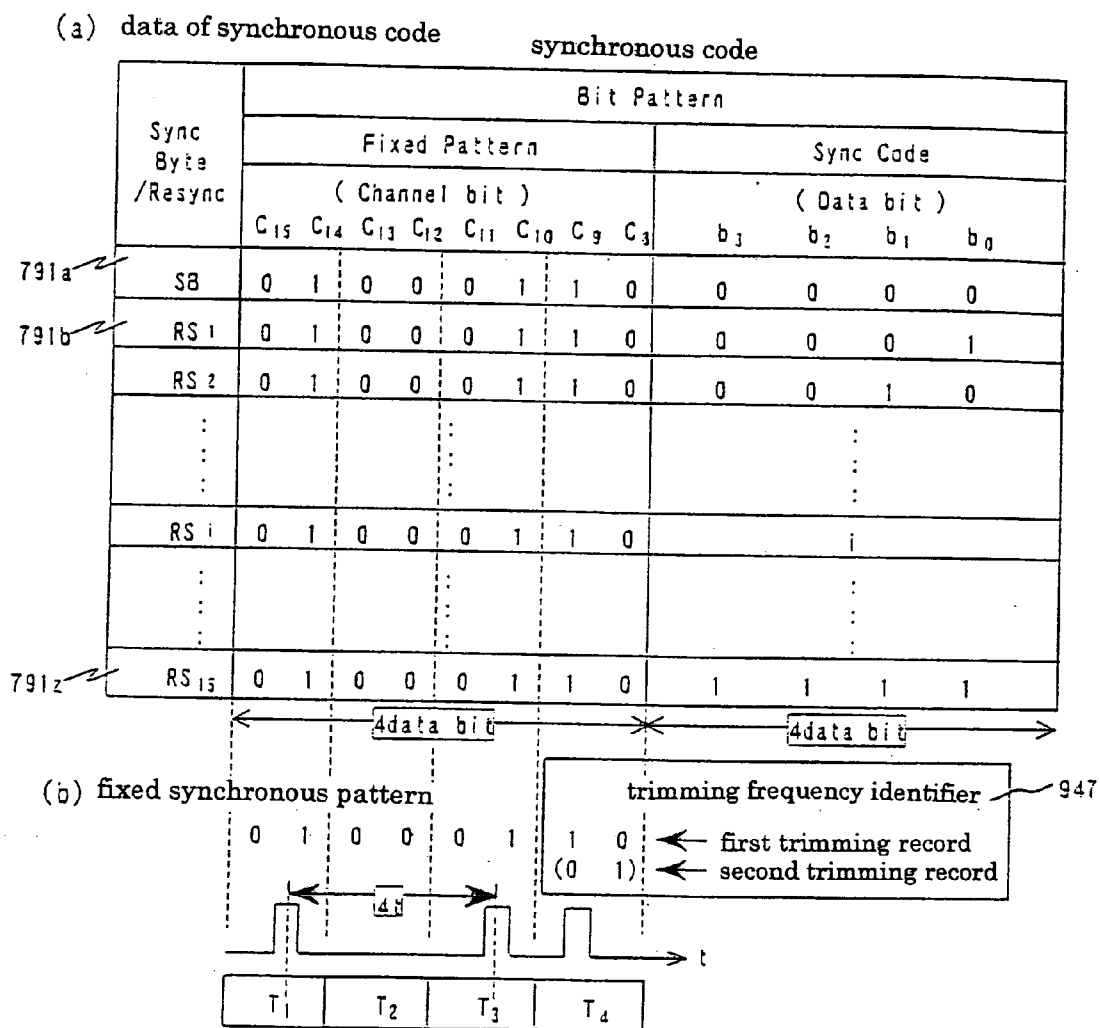 (a) data of synchronous code synchronous code
Sync Byte /Resync
Bit Pattern
Fixed Pattern Sync Code
( Channel bit ) ( Data bit )
C15 C14 C13 C12 C11 C10 C9 C8 b3 b2 b1 b0
791a SB 0 1 0 0 0 1 1 0 0 0 0 0
791b RS1 0 1 0 0 0 1 1 0 0 0 0 1
RS2 0 1 0 0 0 1 1 0 0 0 1 0
RSi 0 1 0 0 0 1 1 0 i
791z RS15 0 1 0 0 0 1 1 0 1 1 1 1
4data bit 4data bit
(b) fixed synchronous pattern trimming frequency identifier 947
0 1 0 0 0 1 1 0 first trimming record
(0 1) second trimming record
t
T1 T2 T3 T4